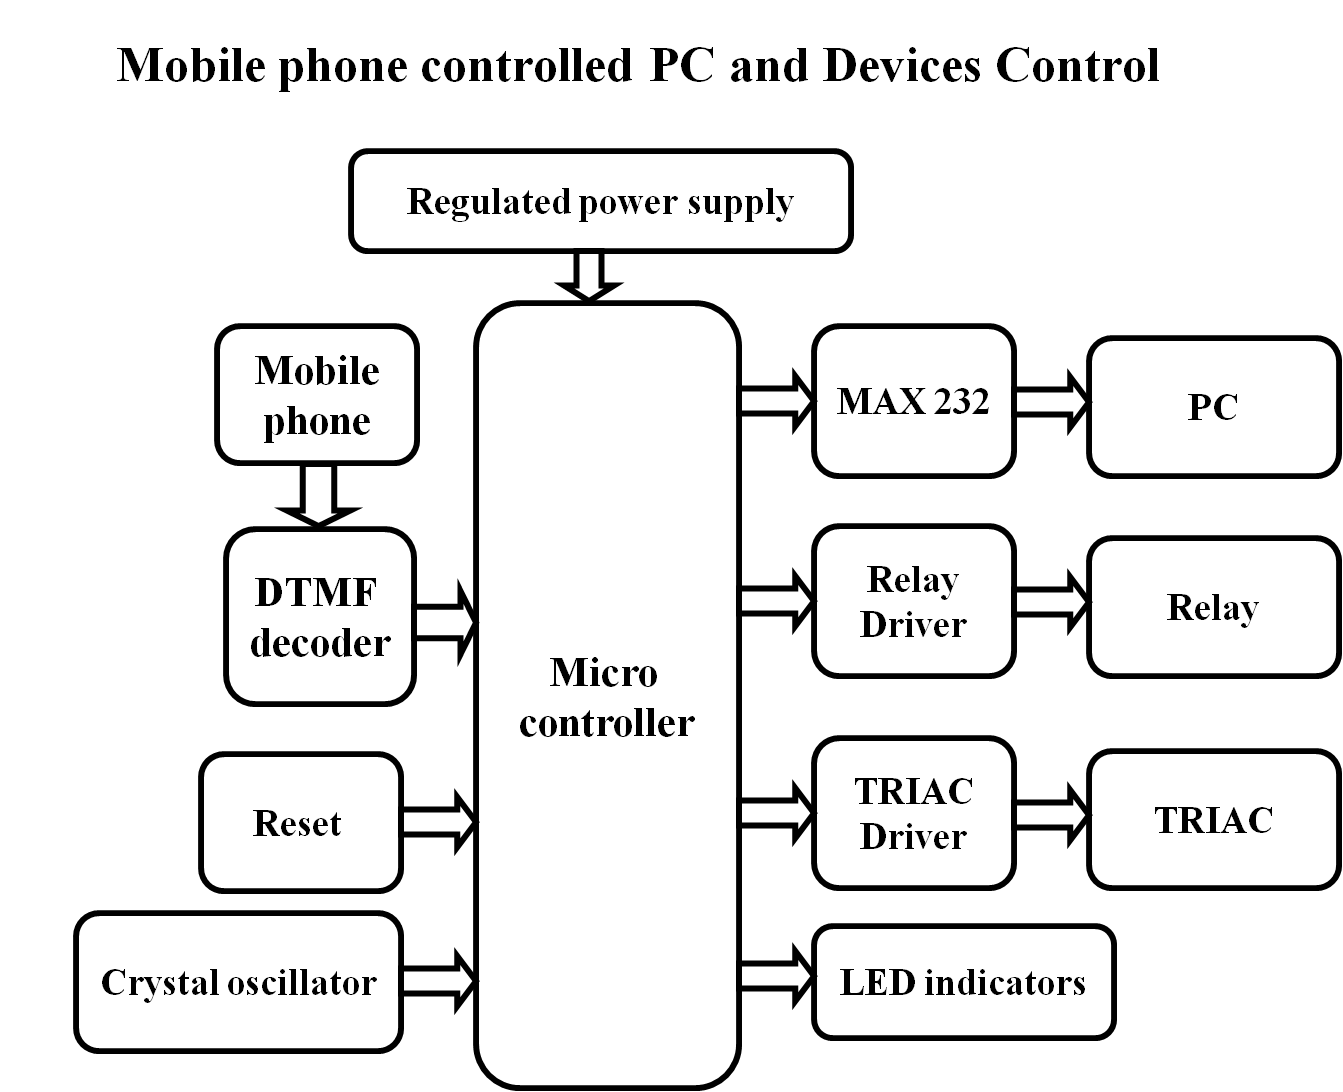 Mobile phone controlled PC and Devices Control
Regulated power supply
Mobile
phone
DTMF
decoder
Reset
Crystal oscillator
Micro
controller
MAX 232
PC
Relay
Driver
Relay
TRIAC
Driver
TRIAC
LED indicators